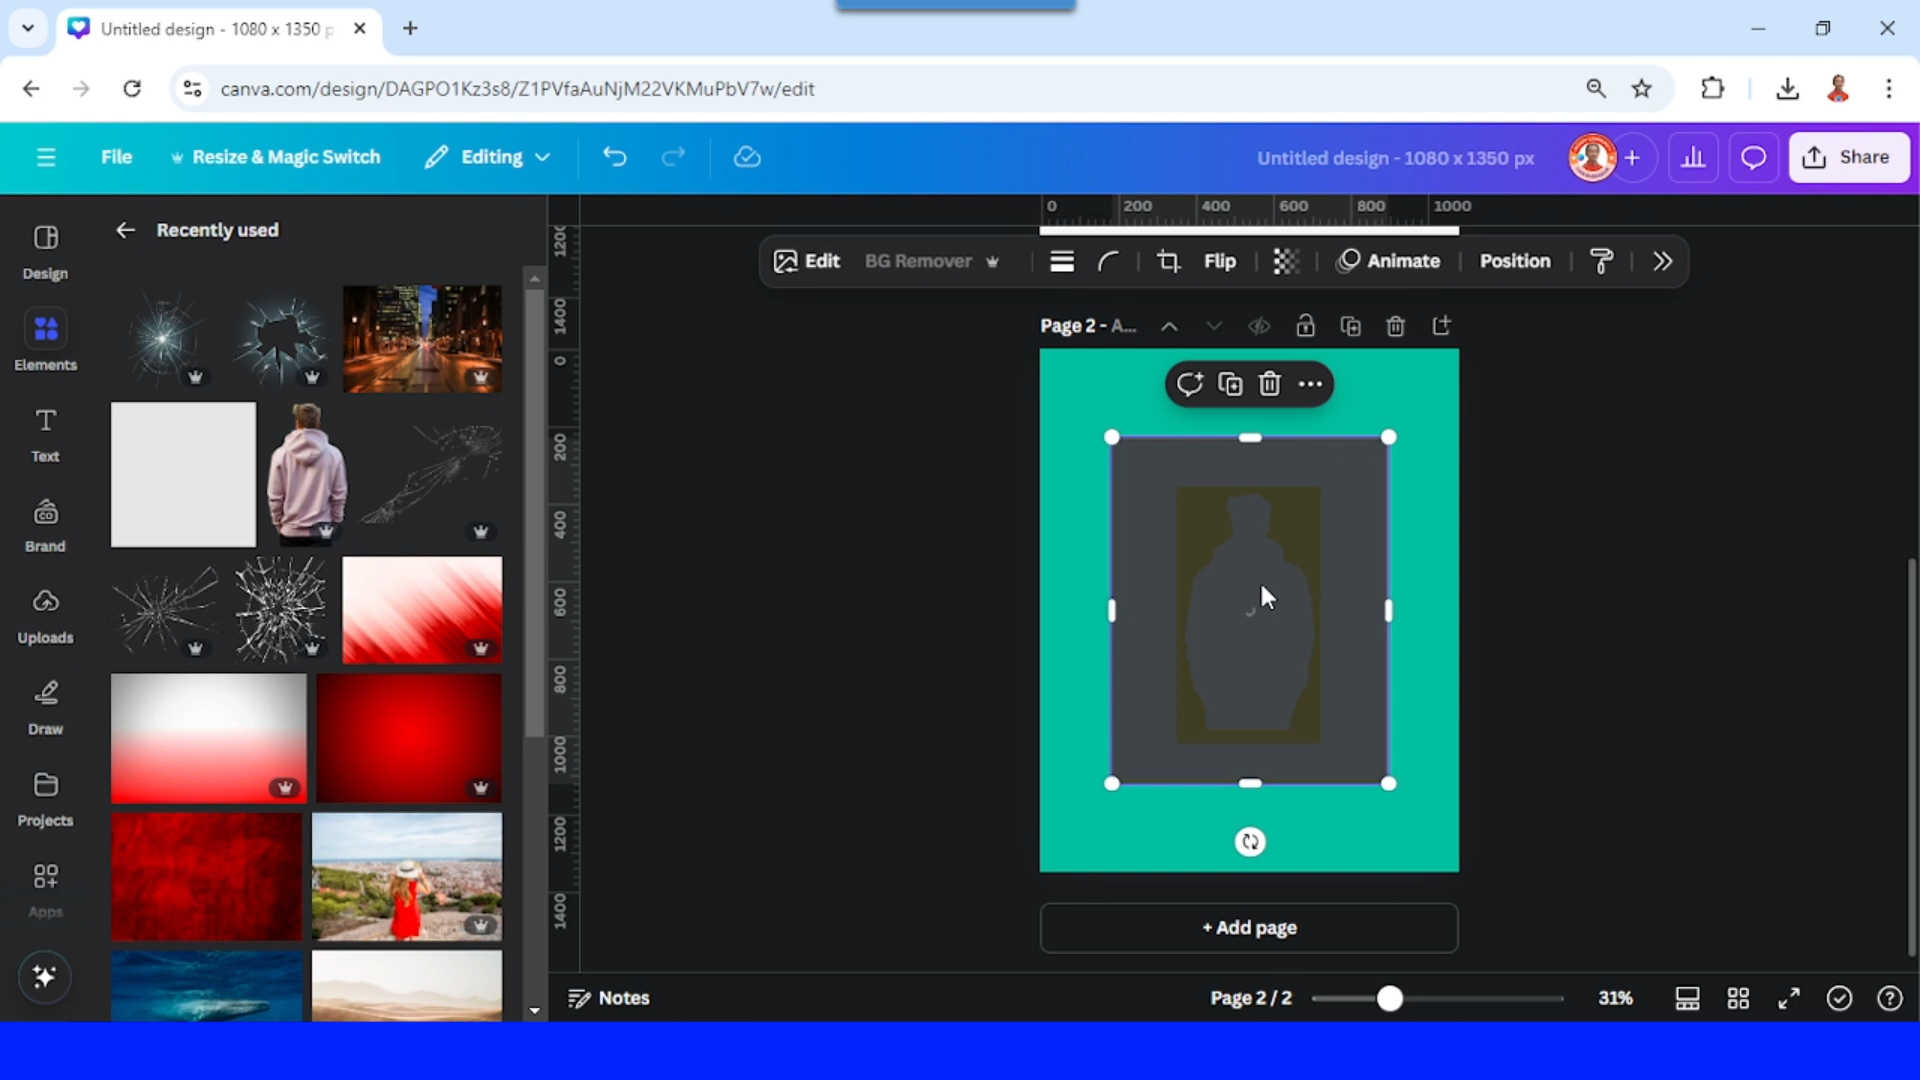 Untitled design - 1080 x 1350 p
canva.com/design/DAGPO1Kz3s8/Z1PVfaAuNjM22VKMuPbV7w/edit
File
Resize & Magic Switch
Editing
Untitled design - 1080 x 1350 px
Share
Design
Elements
Text
Brand
Uploads
Draw
Projects
Apps
Recently used
0 200 400 600 800 1000
1200
1400
0
200
400
600
800
1000
1200
1400
Edit
BG Remover
Flip
Animate
Position
Page 2 - A...
+ Add page
Notes
Page 2 / 2
31%